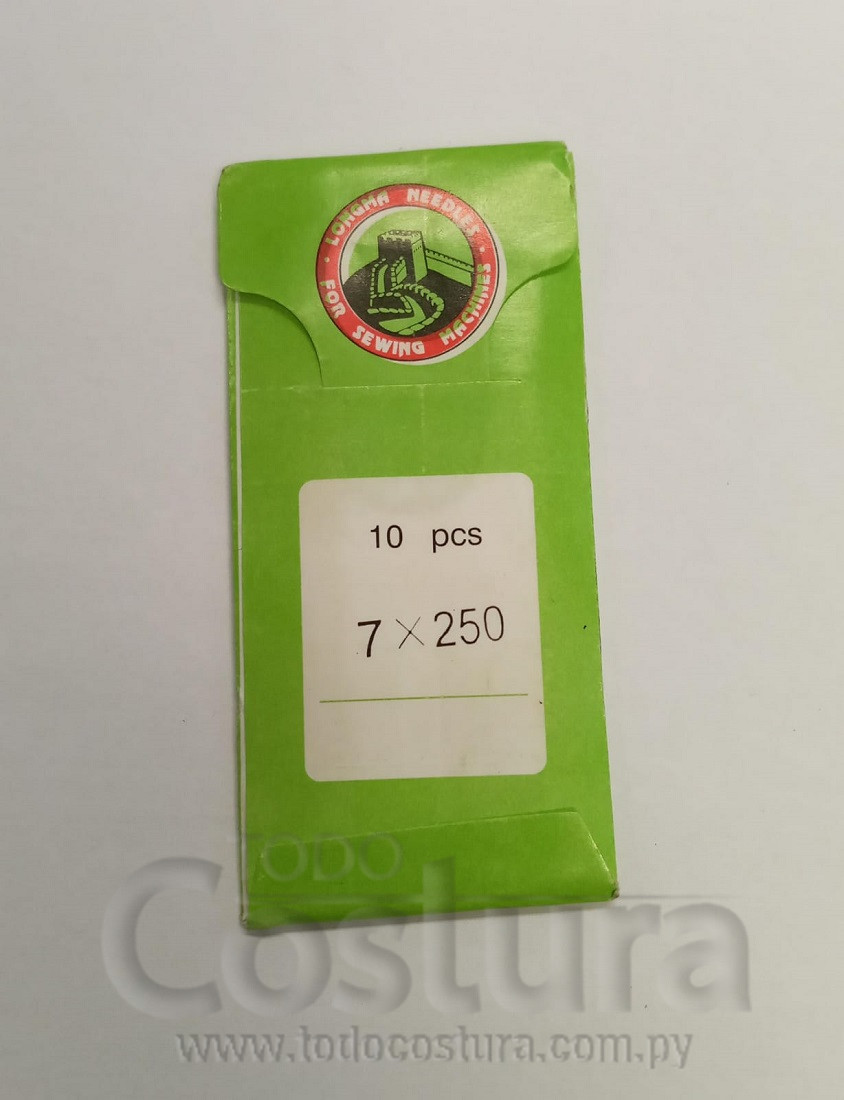 LONGMA NEEDLES
FOR SEWING MACHINES
10 pcs
7 × 250
TODO
Costura
www.todocostura.com.py